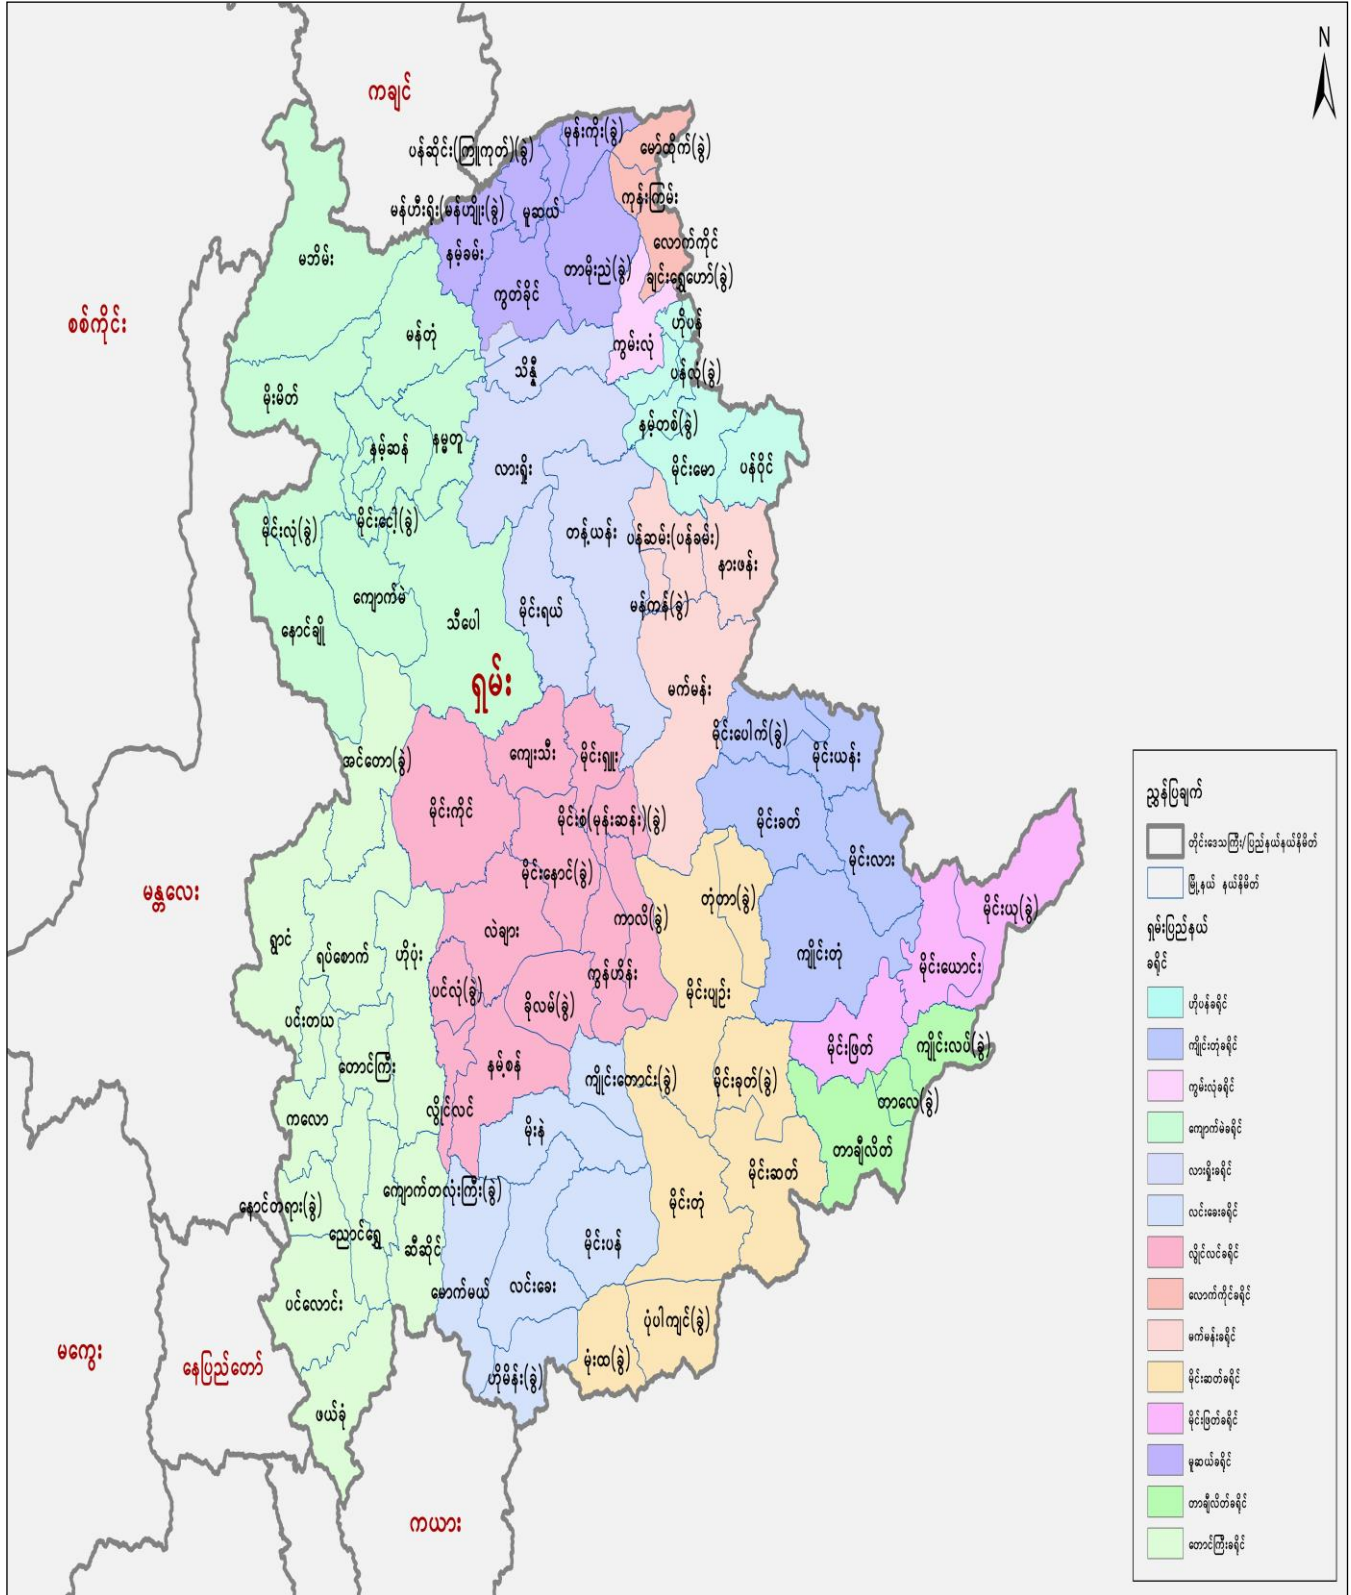 N
ကချင်
မုန်းကိုး(ခွဲ)
မော်ထိုက်(ခွဲ)
ပန်ဆိုင်း(ကြူကုတ်)(ခွဲ)
ကုန်းကြမ်း
မန်ဟီးရိုး(မန်ဟျိုး(ခွဲ)
မူဆယ်
လောက်ကိုင်
မဘိမ်း
နမ့်ခမ်း
တာမိုးညဲ(ခွဲ)
ချင်းရွှေဟော်(ခွဲ)
ကွတ်ခိုင်
စစ်ကိုင်း
မန်တုံ
ဟိုပန်
ကွမ်းလုံ
သိန္နီ
ပန်လုံ(ခွဲ)
မိုးမိတ်
နမ့်တစ်(ခွဲ)
နမ့်ဆန်
နမ္မတူ
လားရှိုး
မိုင်းမော
ပန်ဝိုင်
မိုင်းလုံ(ခွဲ)
မိုင်းငေါ့(ခွဲ)
တန့်ယန်း
ပန်ဆမ်း(ပန်ခမ်း)
နားဖန်း
ကျောက်မဲ
မိုင်းရယ်
မန်ကန်(ခွဲ)
နောင်ချို
သီပေါ
ရှမ်း
မက်မန်း
မိုင်းပေါက်(ခွဲ)
အင်တော(ခွဲ)
ကျေးသီး
မိုင်းရှူး
မိုင်းယန်း
မိုင်းကိုင်
မိုင်းစံ(မုန်းဆန်း)(ခွဲ)
မိုင်းခတ်
မိုင်းလား
မိုင်းနောင်(ခွဲ)
တုံတာ(ခွဲ)
မန္တလေး
ကာလိ(ခွဲ)
မိုင်းယု(ခွဲ)
ရွာငံ
ရပ်စောက်
ဟိုပုံး
လဲချား
ကျိုင်းတုံ
မိုင်းယောင်း
ကွန်ဟိန်း
ပင်လုံ(ခွဲ)
ခိုလမ်(ခွဲ)
မိုင်းပျဉ်း
ပင်းတယ
မိုင်းဖြတ်
ကျိုင်းလပ်(ခွဲ)
တောင်ကြီး
နမ့်စန်
ကျိုင်းတောင်း(ခွဲ)
မိုင်းခုတ်(ခွဲ)
တာလေ(ခွဲ)
ကလော
လွိုင်လင်
မိုးနဲ
တာချီလိတ်
မိုင်းဆတ်
ကျောက်တလုံးကြီး(ခွဲ)
နောင်တရား(ခွဲ)
မိုင်းတုံ
ညောင်ရွှေ
ဆီဆိုင်
မိုင်းပန်
မောက်မယ်
လင်းခေး
ပင်လောင်း
ပုံပါကျင်(ခွဲ)
မကွေး
နေပြည်တော်
ဟိုမိန်း(ခွဲ)
မုံးထ(ခွဲ)
ဖယ်ခုံ
ကယား
ညွှန်ပြချက်
တိုင်းဒေသကြီး/ပြည်နယ်နယ်နိမိတ်
မြို့နယ် နယ်နိမိတ်
ရှမ်းပြည်နယ်
ခရိုင်
ဟိုပန်ခရိုင်
ကျိုင်းတုံခရိုင်
ကွမ်းလုံခရိုင်
ကျောက်မဲခရိုင်
လားရှိုးခရိုင်
လင်းခေးခရိုင်
လွိုင်လင်ခရိုင်
လောက်ကိုင်ခရိုင်
မက်မန်းခရိုင်
မိုင်းဆတ်ခရိုင်
မိုင်းဖြတ်ခရိုင်
မူဆယ်ခရိုင်
တာချီလိတ်ခရိုင်
တောင်ကြီးခရိုင်